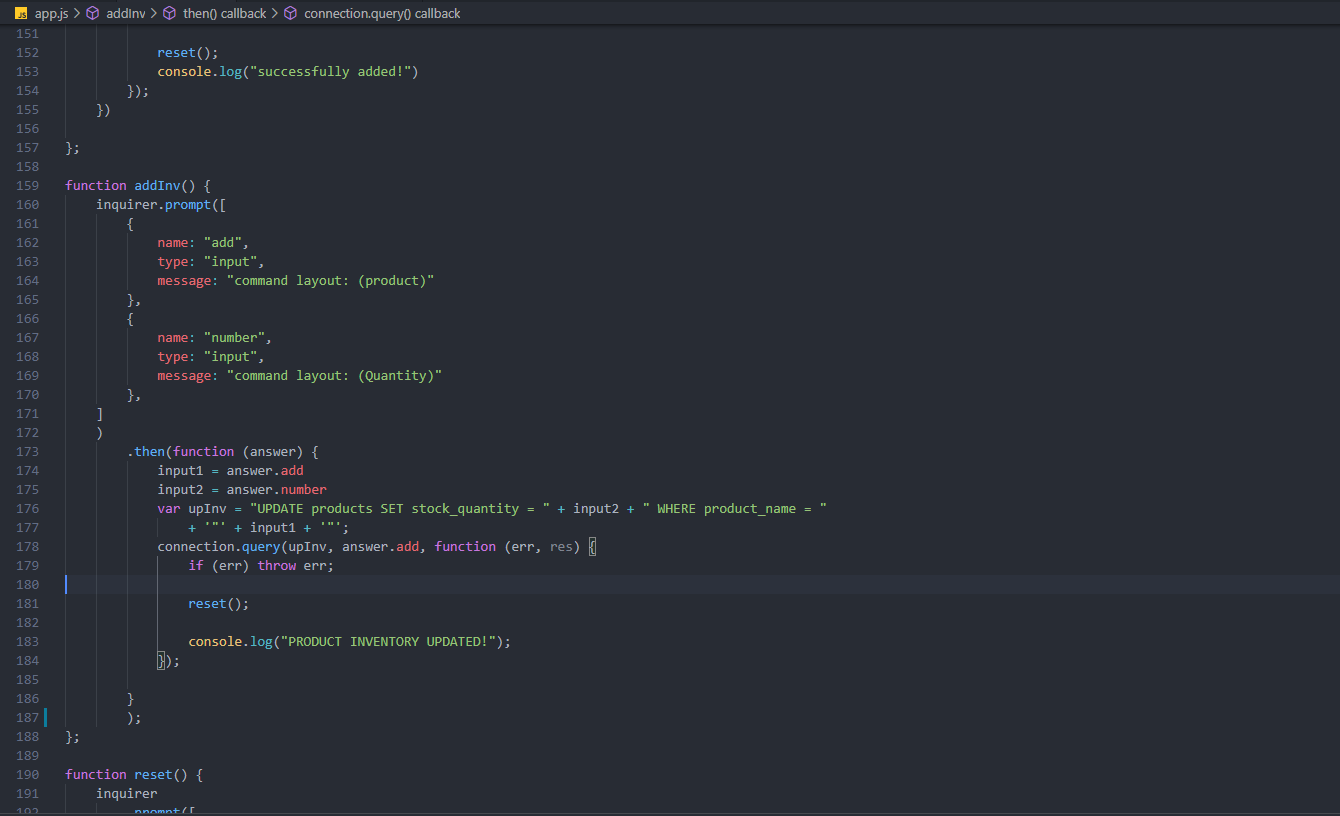 JS app.js > addInv > then() callback > connection.query() callback
151
152 reset();
153 console.log("successfully added!")
154 });
155 })
156
157 };
158
159 function addInv() {
160 inquirer.prompt([
161 {
162 name: "add",
163 type: "input",
164 message: "command layout: (product)"
165 },
166 {
167 name: "number",
168 type: "input",
169 message: "command layout: (Quantity)"
170 },
171 ]
172 )
173 .then(function (answer) {
174 input1 = answer.add
175 input2 = answer.number
176 var upInv = "UPDATE products SET stock_quantity = " + input2 + " WHERE product_name = "
177 + '"' + input1 + '"';
178 connection.query(upInv, answer.add, function (err, res) {
179 if (err) throw err;
180
181 reset();
182
183 console.log("PRODUCT INVENTORY UPDATED!");
184 });
185
186 }
187 );
188 };
189
190 function reset() {
191 inquirer
192 .prompt([